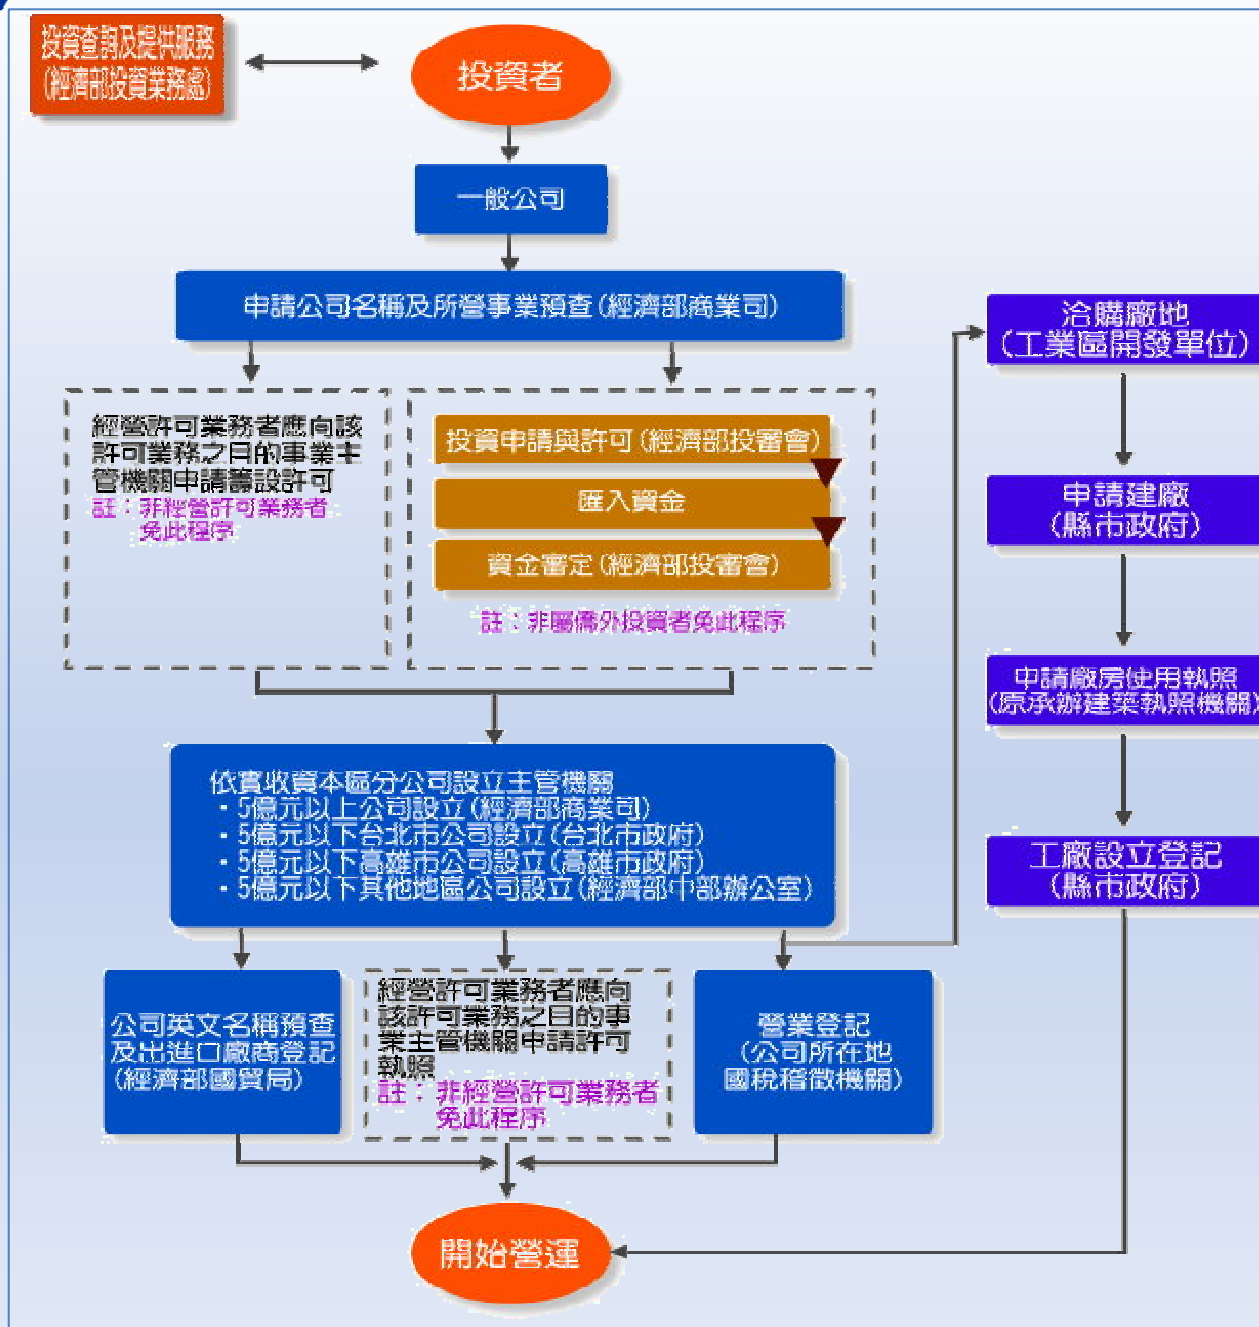 投資查詢及提供服務
(經濟部投資業務處)
投資者
一般公司
申請公司名稱及所營事業預查(經濟部商業司)
經營許可業務者應向該
許可業務之目的事業主
管機關申請籌設許可
註：非經營許可業務者
免此程序
投資申請與許可(經濟部投審會)
匯入資金
資金審定(經濟部投審會)
註：非屬僑外投資者免此程序
依實收資本區分公司設立主管機關
・5億元以上公司設立(經濟部商業司)
・5億元以下台北市公司設立(台北市政府)
・5億元以下高雄市公司設立(高雄市政府)
・5億元以下其他地區公司設立(經濟部中部辦公室)
公司英文名稱預查
及出進口廠商登記
(經濟部國貿局)
經營許可業務者應向
該許可業務之目的事
業主管機關申請許可
執照
註：非經營許可業務者
免此程序
營業登記
(公司所在地
國稅稽徵機關)
洽購廠地
(工業區開發單位)
申請建廠
(縣市政府)
申請廠房使用執照
(原承辦建築執照機關)
工廠設立登記
(縣市政府)
開始營運